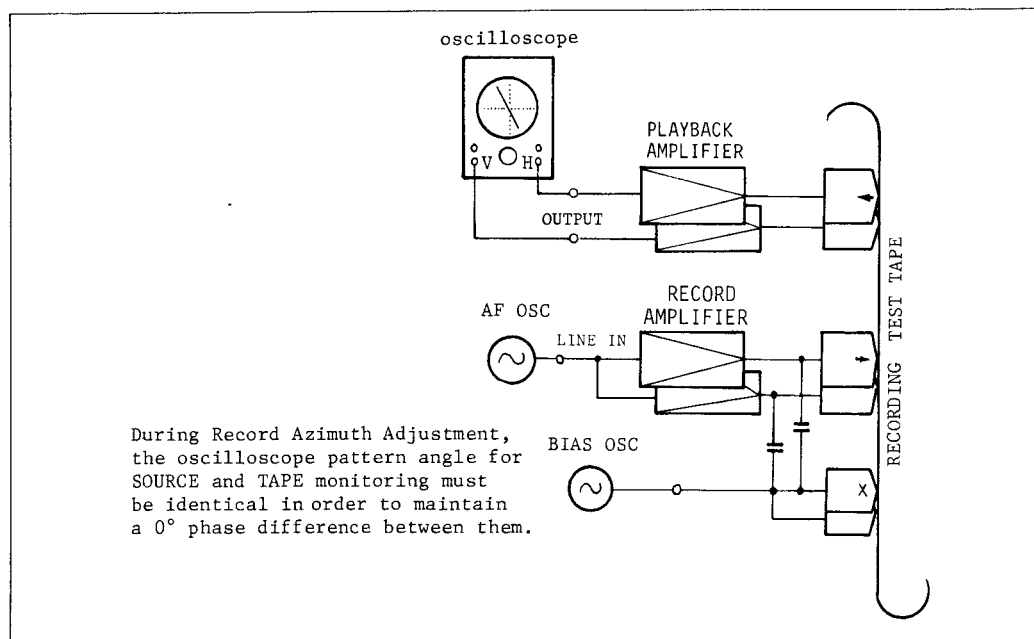 oscilloscope
V
H
OUTPUT
PLAYBACK
AMPLIFIER
RECORDING TEST TAPE
AF OSC
LINE IN
RECORD
AMPLIFIER
BIAS OSC
X
During Record Azimuth Adjustment,
the oscilloscope pattern angle for
SOURCE and TAPE monitoring must
be identical in order to maintain
a 0° phase difference between them.